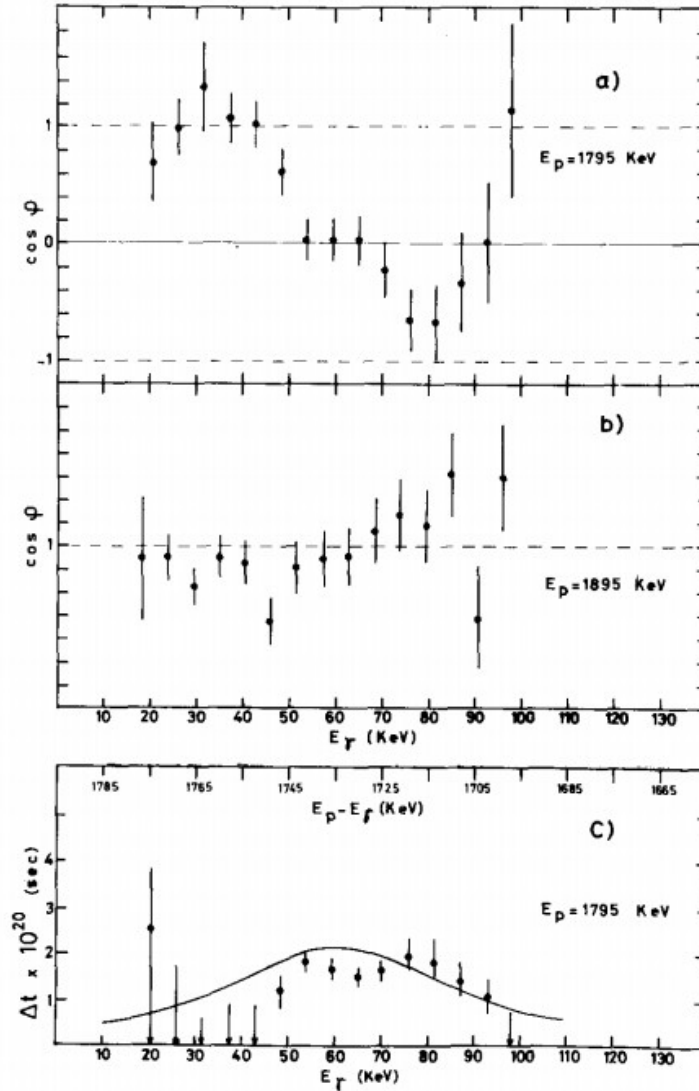 a)
1
E_p = 1795 KeV
cos φ
0
-1
b)
cos φ
1
E_p = 1895 KeV
10 20 30 40 50 60 70 80 90 100 110 120 130
E_γ (KeV)
1785 1765 1745 1725 1705 1685 1665
E_p - E_γ (KeV)
C)
Δt × 10^20 (sec)
4
E_p = 1795 KeV
3
2
1
10 20 30 40 50 60 70 80 90 100 110 120 130
E_γ (KeV)